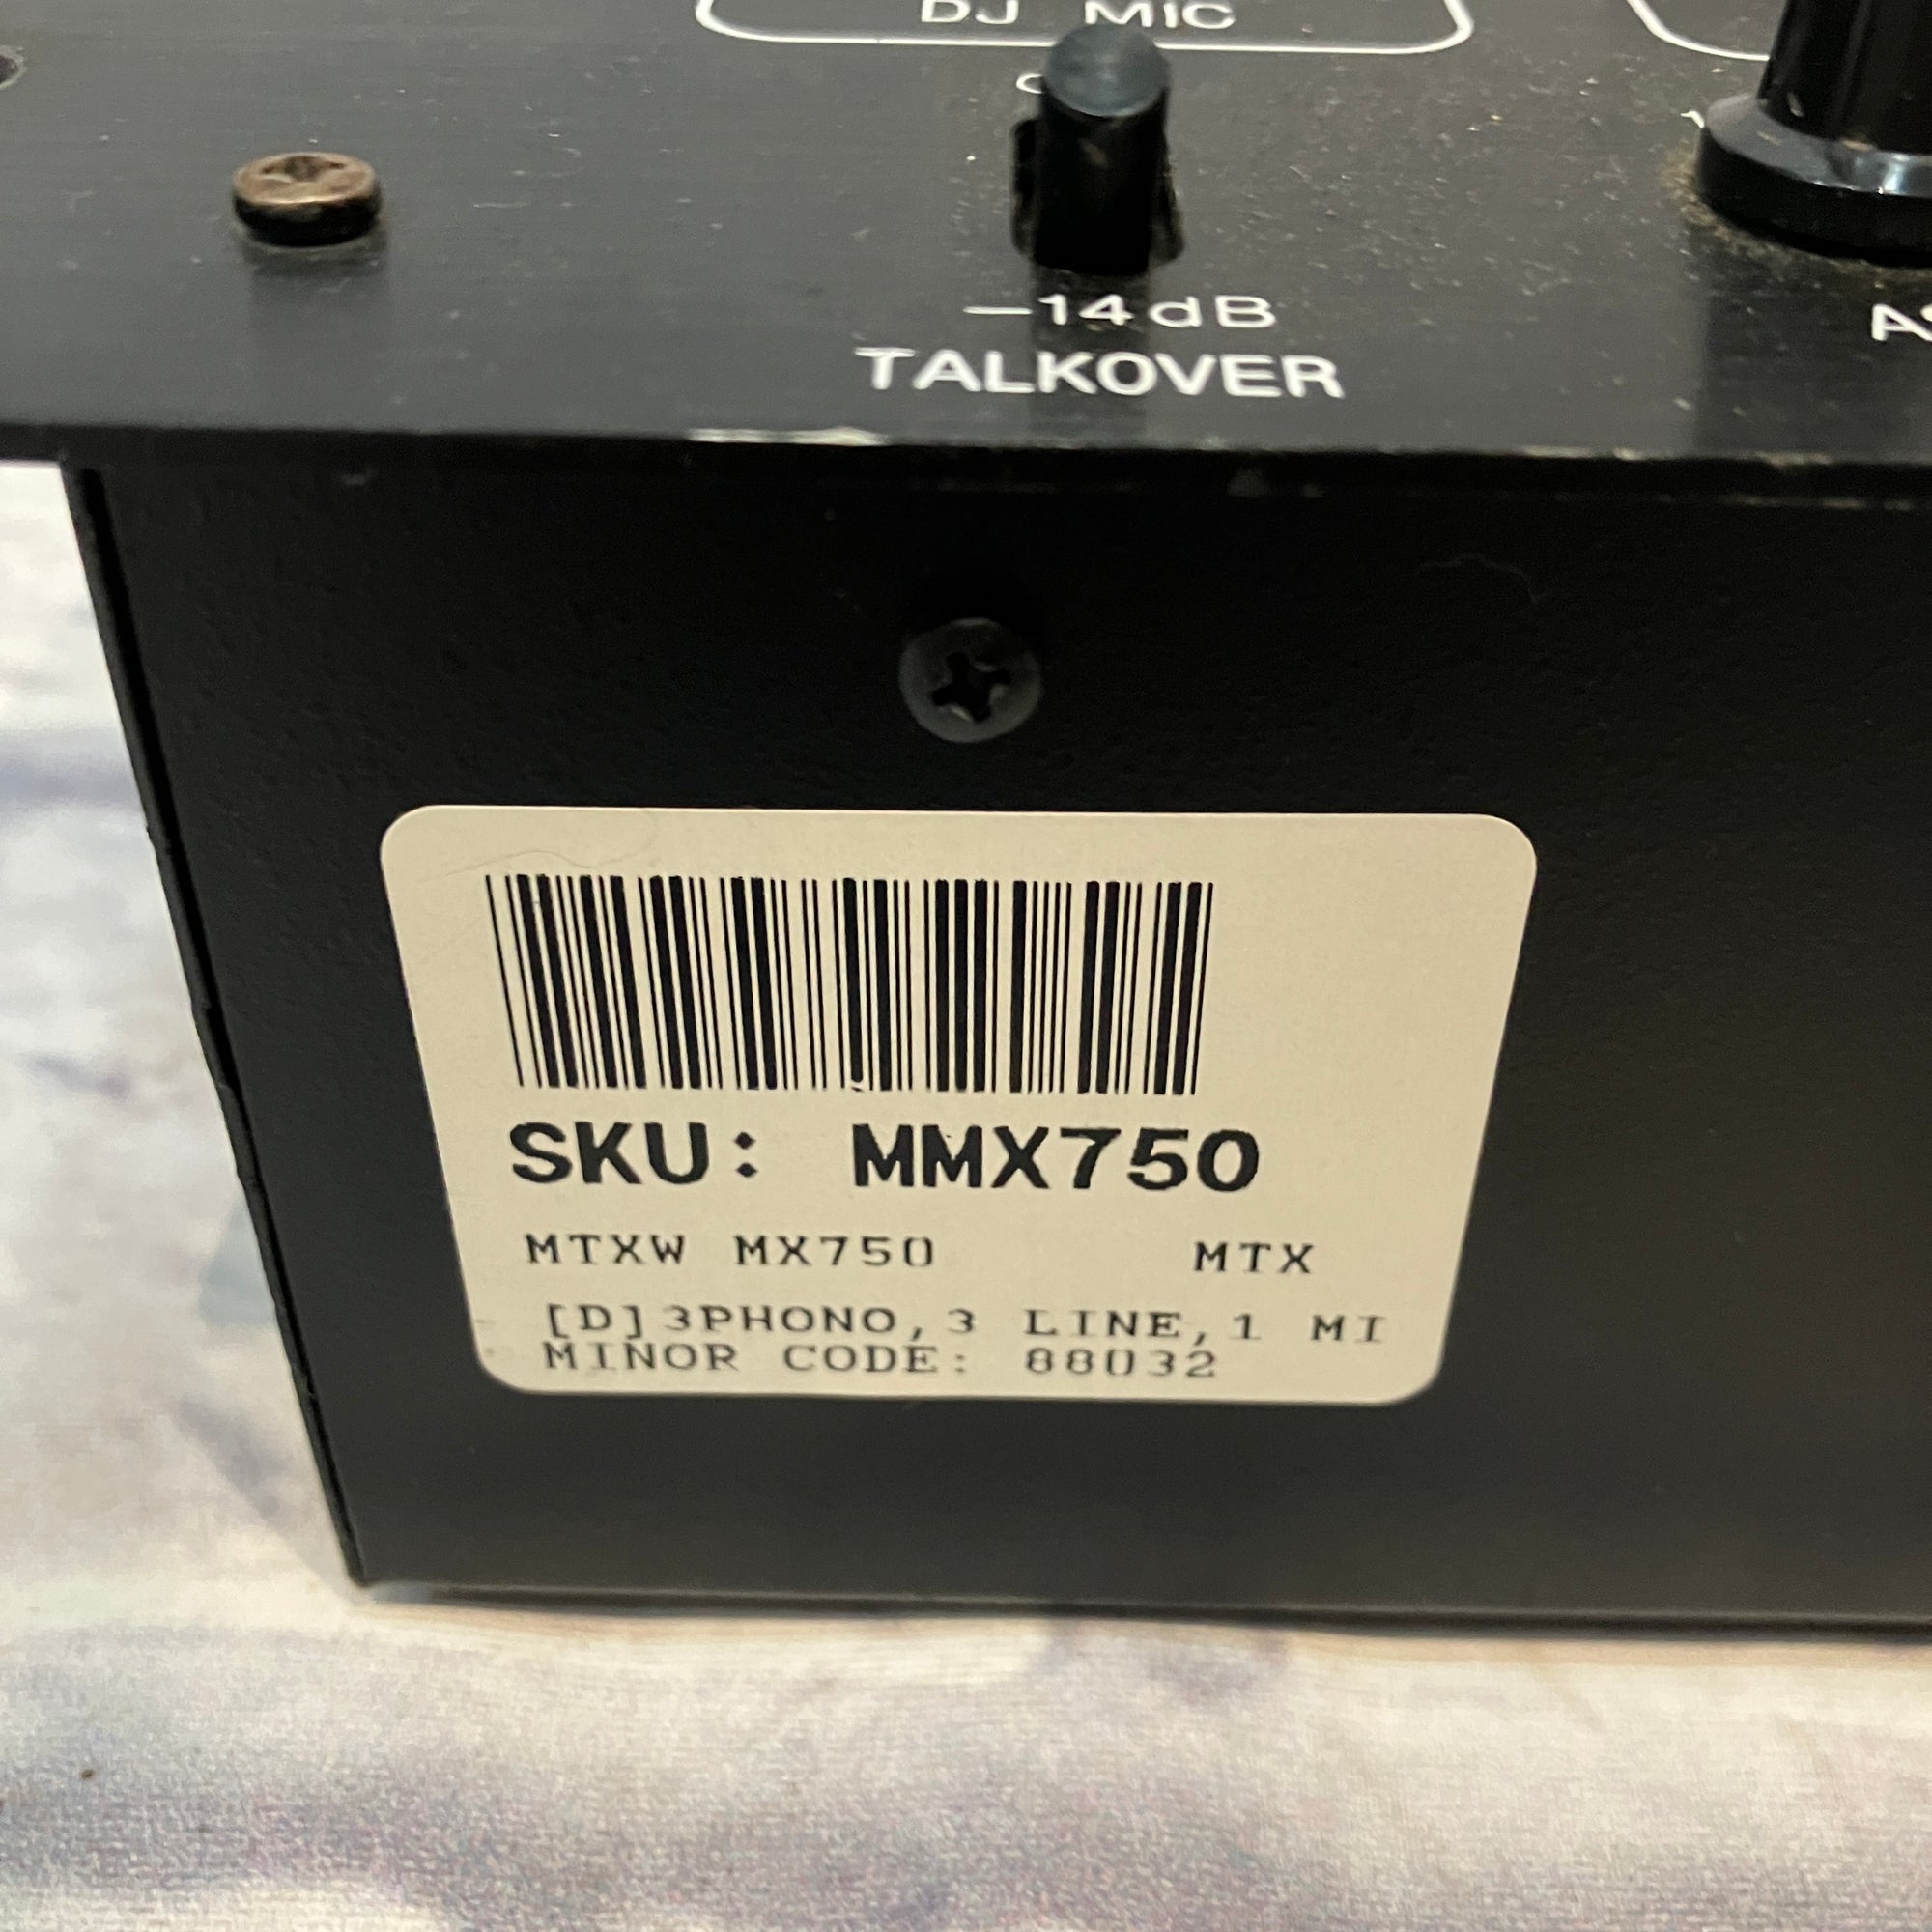 DJ MIC
-14dB
TALKOVER
SKU: MMX750
MTXW MX750 MTX
[D]3PHONO,3 LINE,1 MI
MINOR CODE: 88032